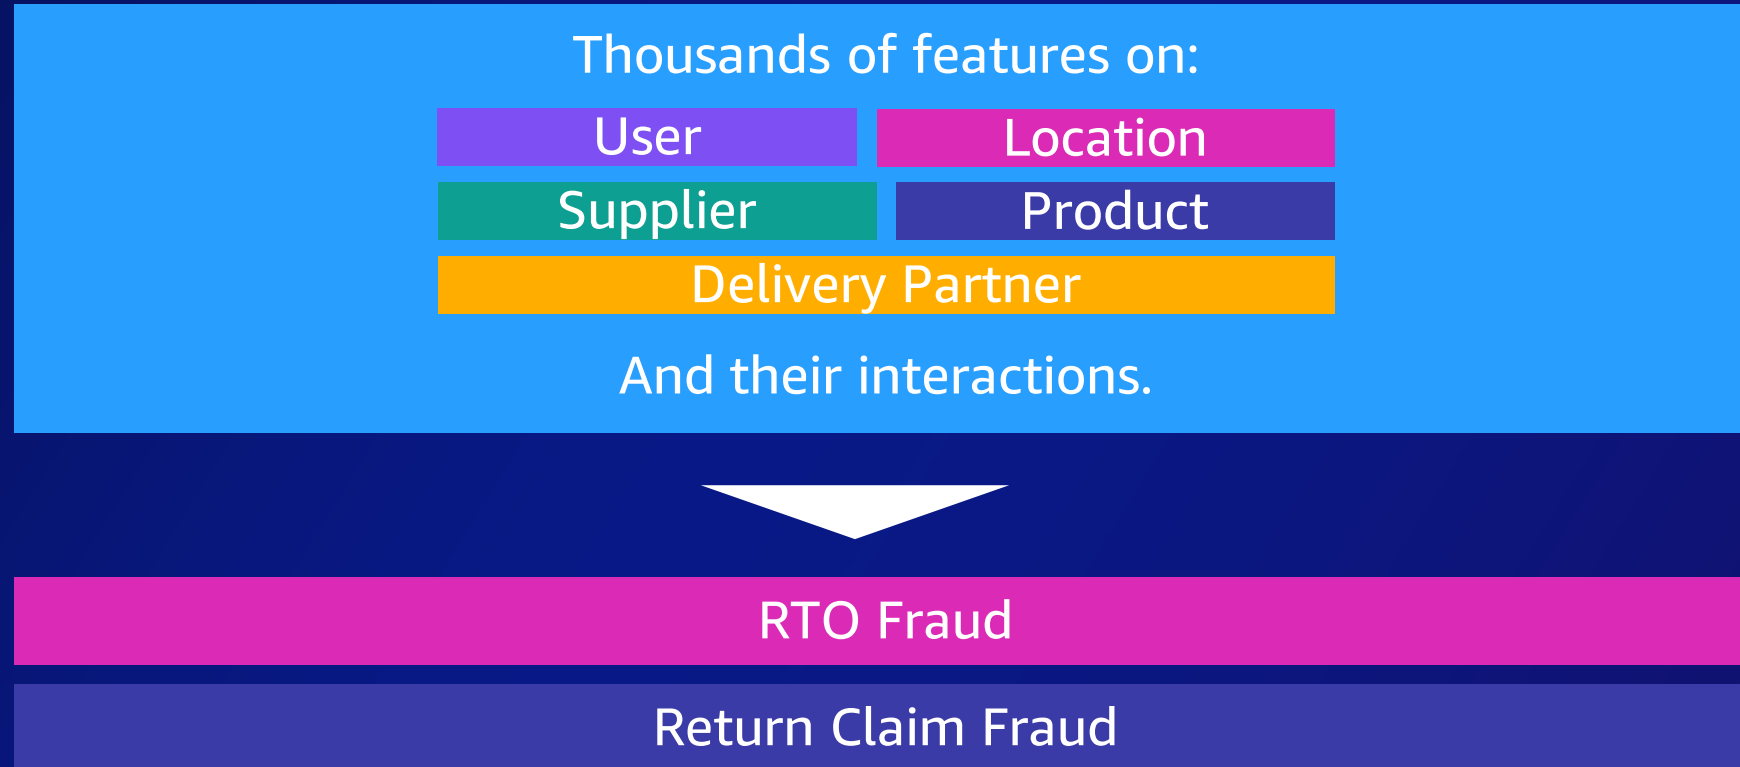 Thousands of features on:
User
Location
Supplier
Product
Delivery Partner
And their interactions.
RTO Fraud
Return Claim Fraud